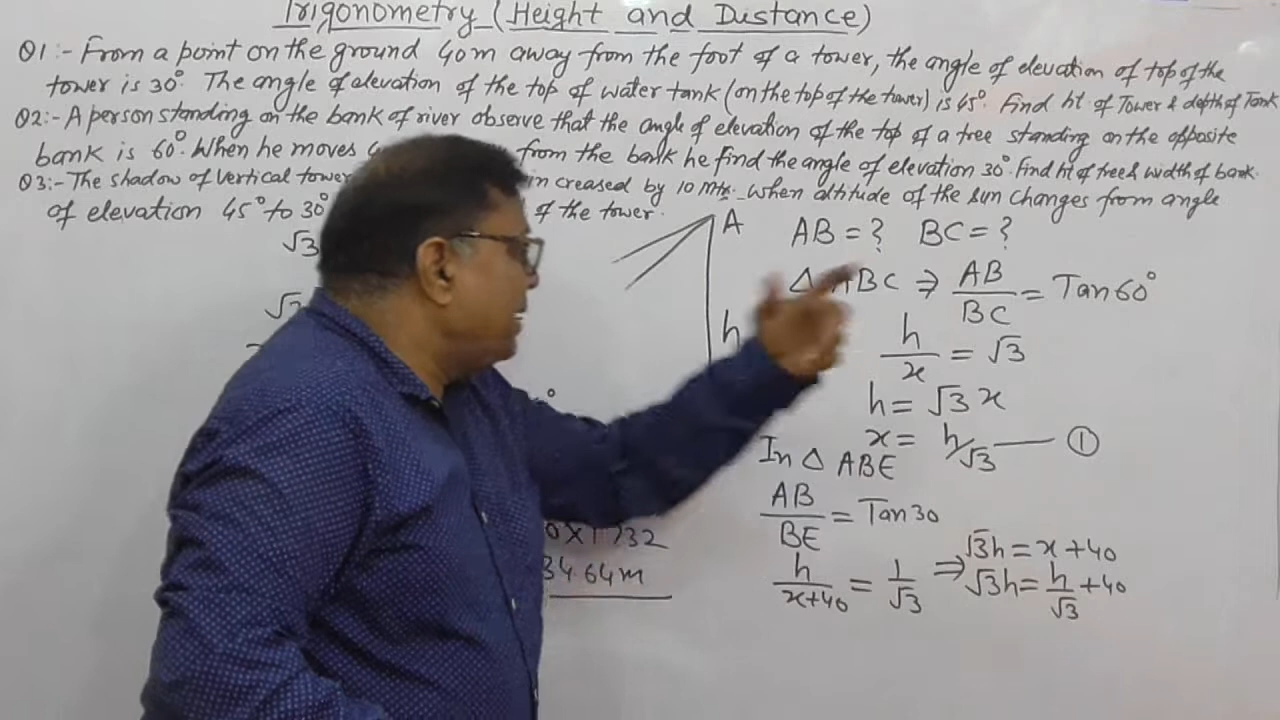 Trigonometry (Height and Distance)
Q1:- From a point on the ground 40m away from the foot of a tower, the angle of elevation of top of the
tower is 30°. The angle of elevation of the top of water tank (on the top of the tower) is 45°. Find ht of Tower & depth of Tank
Q2:- A person standing on the bank of river observe that the angle of elevation of the top of a tree standing on the opposite
bank is 60°. When he moves from the bank he find the angle of elevation 30°. Find ht of tree & width of bank.
Q3:- The shadow of Vertical tower increased by 10 mts. when altitude of the sun changes from angle
of elevation 45° to 30° of the tower.
√3
A
AB = ? BC = ?
Δ ABC ⇒ AB/BC = Tan 60°
h
h/x = √3
h = √3 x
x = h/√3 —— ①
In Δ ABE
AB/BE = Tan 30
h/x+40 = 1/√3 ⇒ √3h = x+40
√3h = h/√3 + 40
0 X 1.732
34.64m